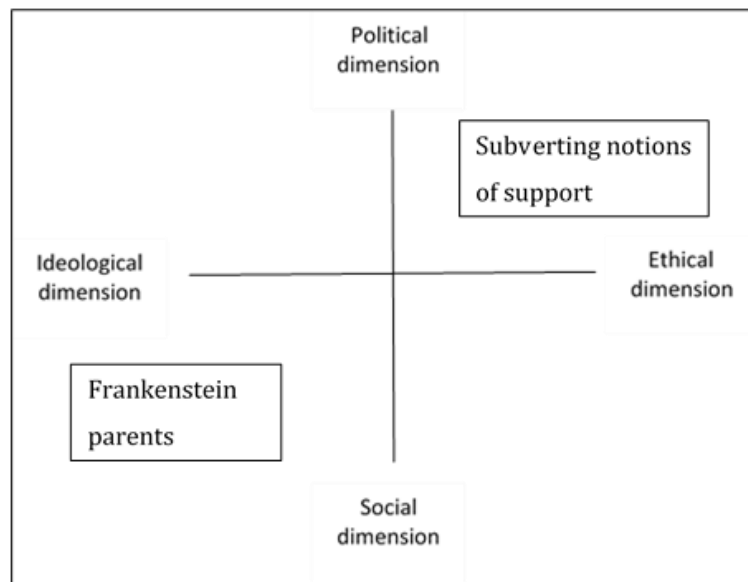 Political
dimension
Subverting notions
of support
Ideological
dimension
Ethical
dimension
Frankenstein
parents
Social
dimension